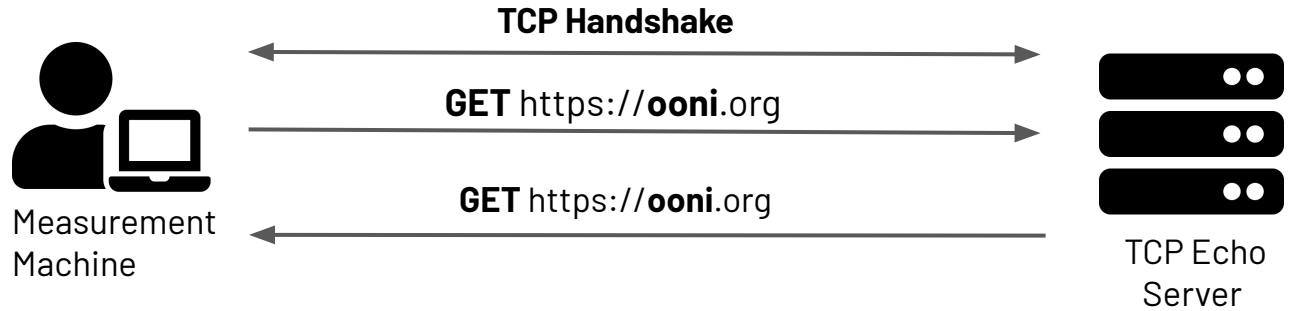 TCP Handshake
GET https://ooni.org
GET https://ooni.org
Measurement
Machine
TCP Echo
Server